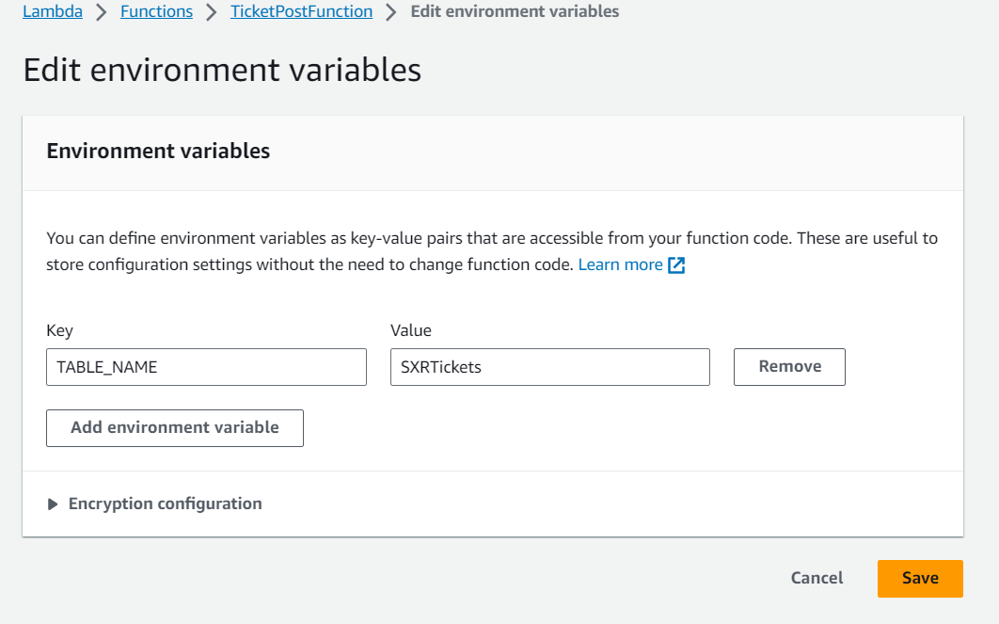 Lambda > Functions > TicketPostFunction > Edit environment variables
Edit environment variables
Environment variables
You can define environment variables as key-value pairs that are accessible from your function code. These are useful to
store configuration settings without the need to change function code. Learn more
Key Value
TABLE_NAME SXRTickets Remove
Add environment variable
Encryption configuration
Cancel Save